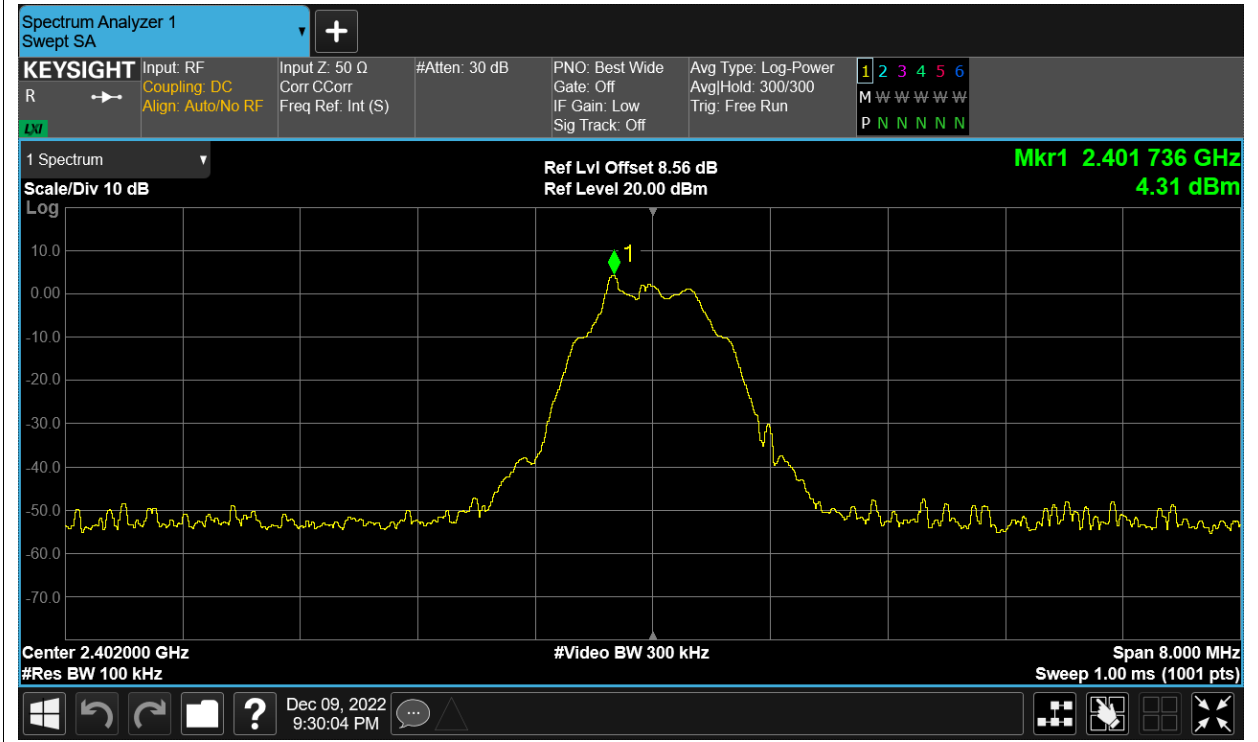 Spectrum Analyzer 1
Swept SA
KEYSIGHT
R
LXI
Input: RF
Coupling: DC
Align: Auto/No RF
Input Z: 50 Ω
Corr CCorr
Freq Ref: Int (S)
#Atten: 30 dB
PNO: Best Wide
Gate: Off
IF Gain: Low
Sig Track: Off
Avg Type: Log-Power
Avg|Hold: 300/300
Trig: Free Run
1 2 3 4 5 6
M W W W W W
P N N N N N
1 Spectrum
Scale/Div 10 dB
Log
Ref Lvl Offset 8.56 dB
Ref Level 20.00 dBm
Mkr1 2.401 736 GHz
4.31 dBm
1
10.0
0.00
-10.0
-20.0
-30.0
-40.0
-50.0
-60.0
-70.0
Center 2.402000 GHz
#Res BW 100 kHz
#Video BW 300 kHz
Span 8.000 MHz
Sweep 1.00 ms (1001 pts)
?
Dec 09, 2022
9:30:04 PM